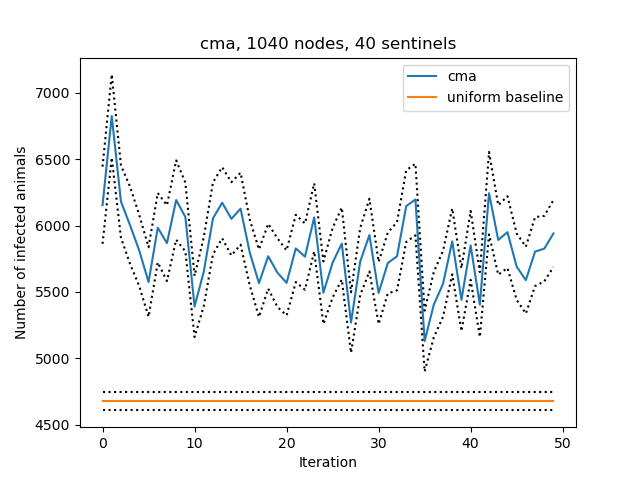 cma, 1040 nodes, 40 sentinels
cma
uniform baseline
Number of infected animals
7000
6500
6000
5500
5000
4500
0 10 20 30 40 50
Iteration